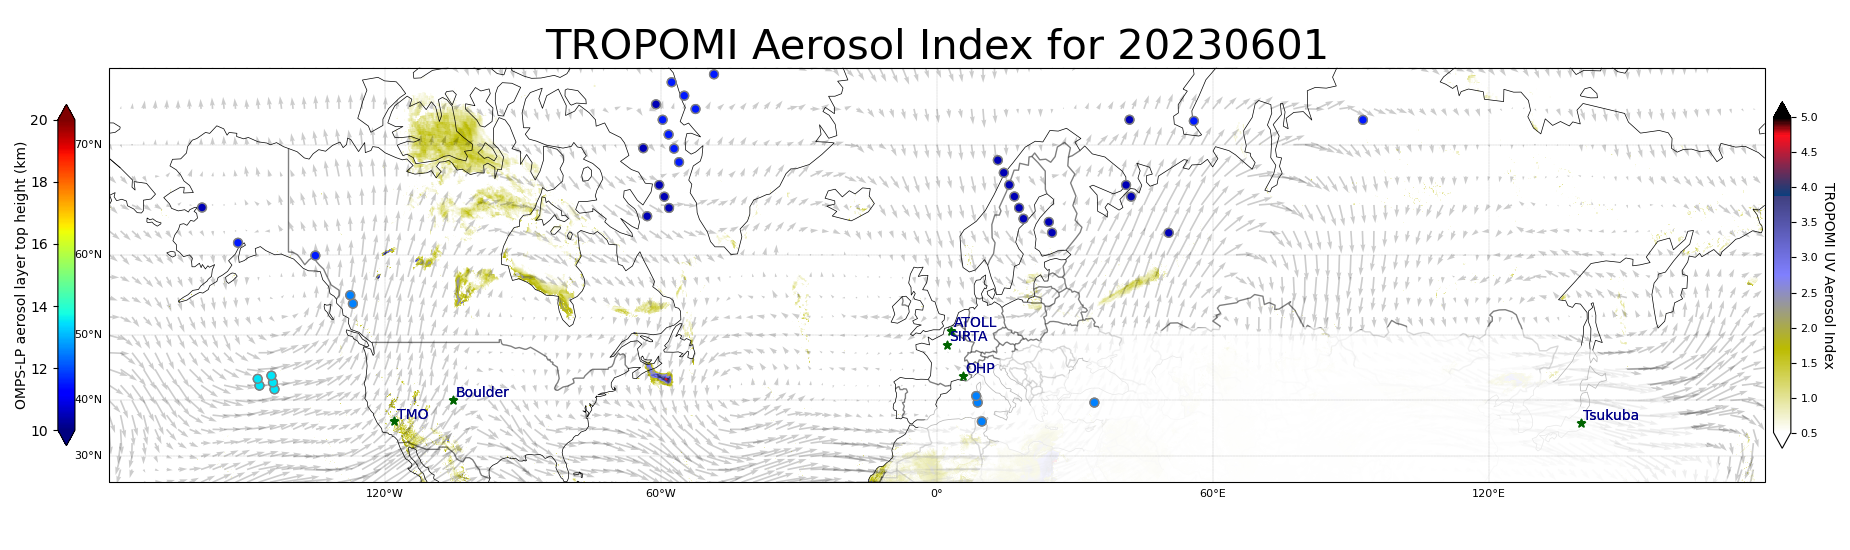 TROPOMI Aerosol Index for 20230601
OMPS-LP aerosol layer top height (km)
20
18
16
14
12
10
70°N
60°N
50°N
40°N
30°N
120°W
60°W
0°
60°E
120°E
ATOLL
SIRTA
OHP
Boulder
TMO
Tsukuba
5.0
4.5
4.0
3.5
3.0
2.5
2.0
1.5
1.0
0.5
TROPOMI UV Aerosol Index